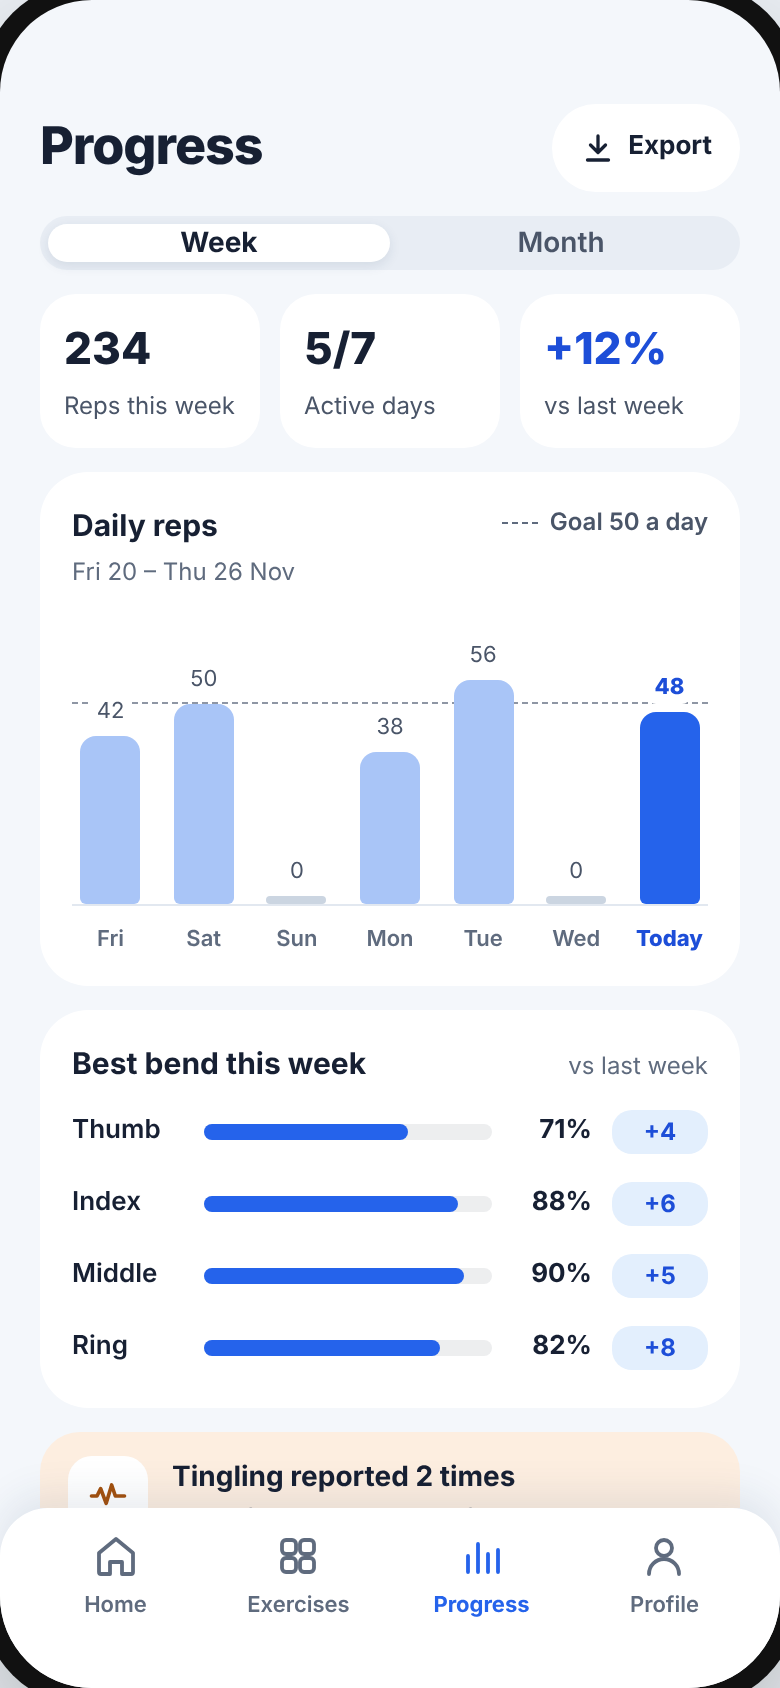 Progress
Export
Week
Month
234
5/7
+12%
Reps this week
Active days
vs last week
Daily reps
Goal 50 a day
Fri 20 – Thu 26 Nov
42
50
0
38
56
0
48
Fri
Sat
Sun
Mon
Tue
Wed
Today
Best bend this week
vs last week
Thumb
71%
+4
Index
88%
+6
Middle
90%
+5
Ring
82%
+8
Tingling reported 2 times
Home
Exercises
Progress
Profile